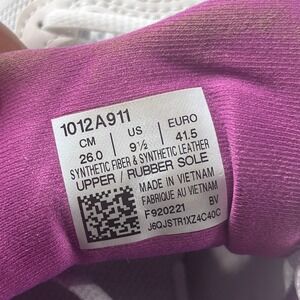 1012A911
CM US EURO
26.0 9½ 41.5
SYNTHETIC FIBER & SYNTHETIC LEATHER
UPPER / RUBBER SOLE
MADE IN VIETNAM
FABRIQUE AU VIETNAM
F920221 BV
J6QJSTR1XZ4C40C